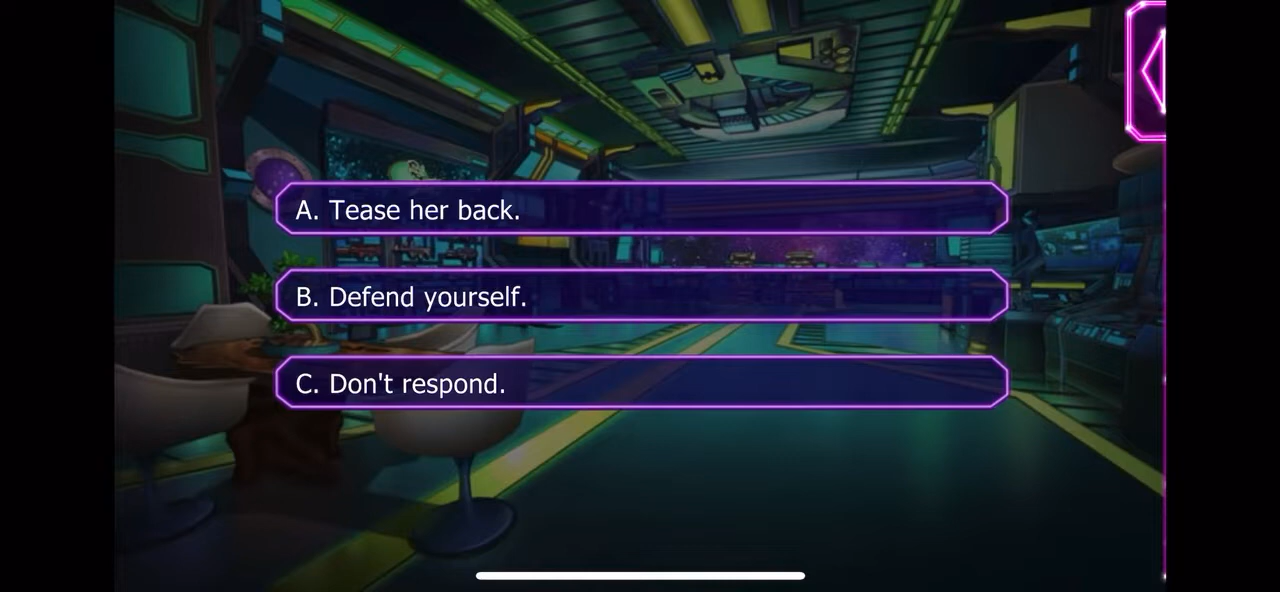 A. Tease her back.
B. Defend yourself.
C. Don't respond.